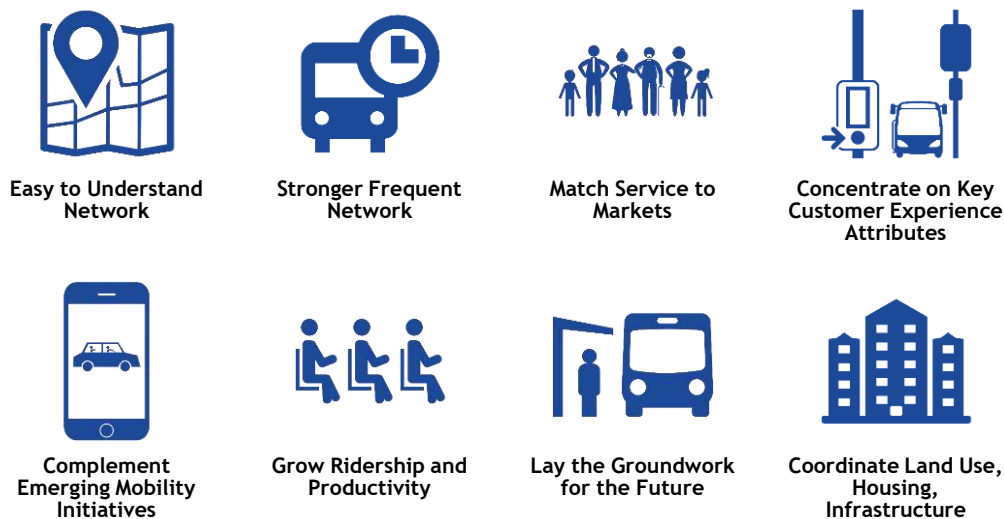 Easy to Understand
Network
Stronger Frequent
Network
Match Service to
Markets
Concentrate on Key
Customer Experience
Attributes
Complement
Emerging Mobility
Initiatives
Grow Ridership and
Productivity
Lay the Groundwork
for the Future
Coordinate Land Use,
Housing,
Infrastructure